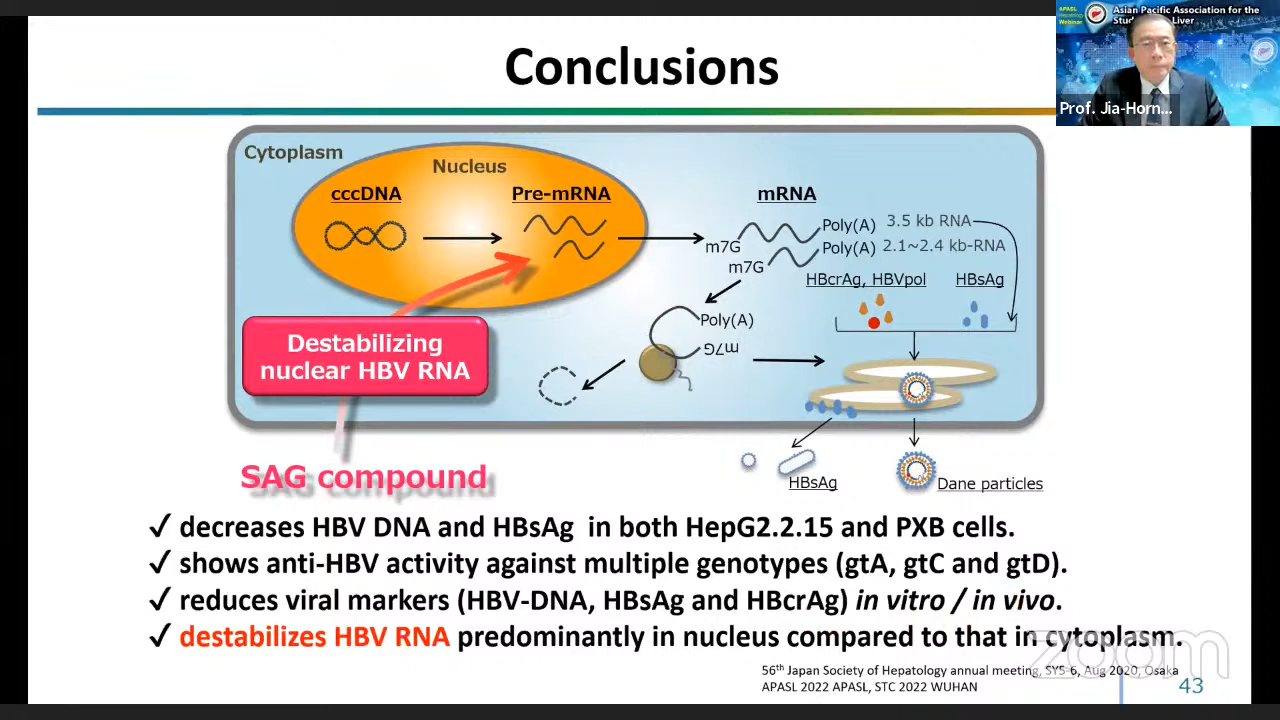 Conclusions
Asian Pacific Association for the
Liver
APASL
Hepatology
Webinar
Prof. Jia-Horn...
Cytoplasm
Nucleus
cccDNA
Pre-mRNA
mRNA
Poly(A) 3.5 kb RNA
m7G
Poly(A) 2.1~2.4 kb-RNA
m7G
HBcrAg, HBVpol HBsAg
Poly(A)
m7G
Destabilizing
nuclear HBV RNA
SAG compound
HBsAg
Dane particles
✓ decreases HBV DNA and HBsAg in both HepG2.2.15 and PXB cells.
✓ shows anti-HBV activity against multiple genotypes (gtA, gtC and gtD).
✓ reduces viral markers (HBV-DNA, HBsAg and HBcrAg) in vitro / in vivo.
✓ destabilizes HBV RNA predominantly in nucleus compared to that in cytoplasm.
zoom
56th Japan Society of Hepatology annual meeting, SY5-6, Aug 2020, Osaka
APASL 2022 APASL, STC 2022 WUHAN
43